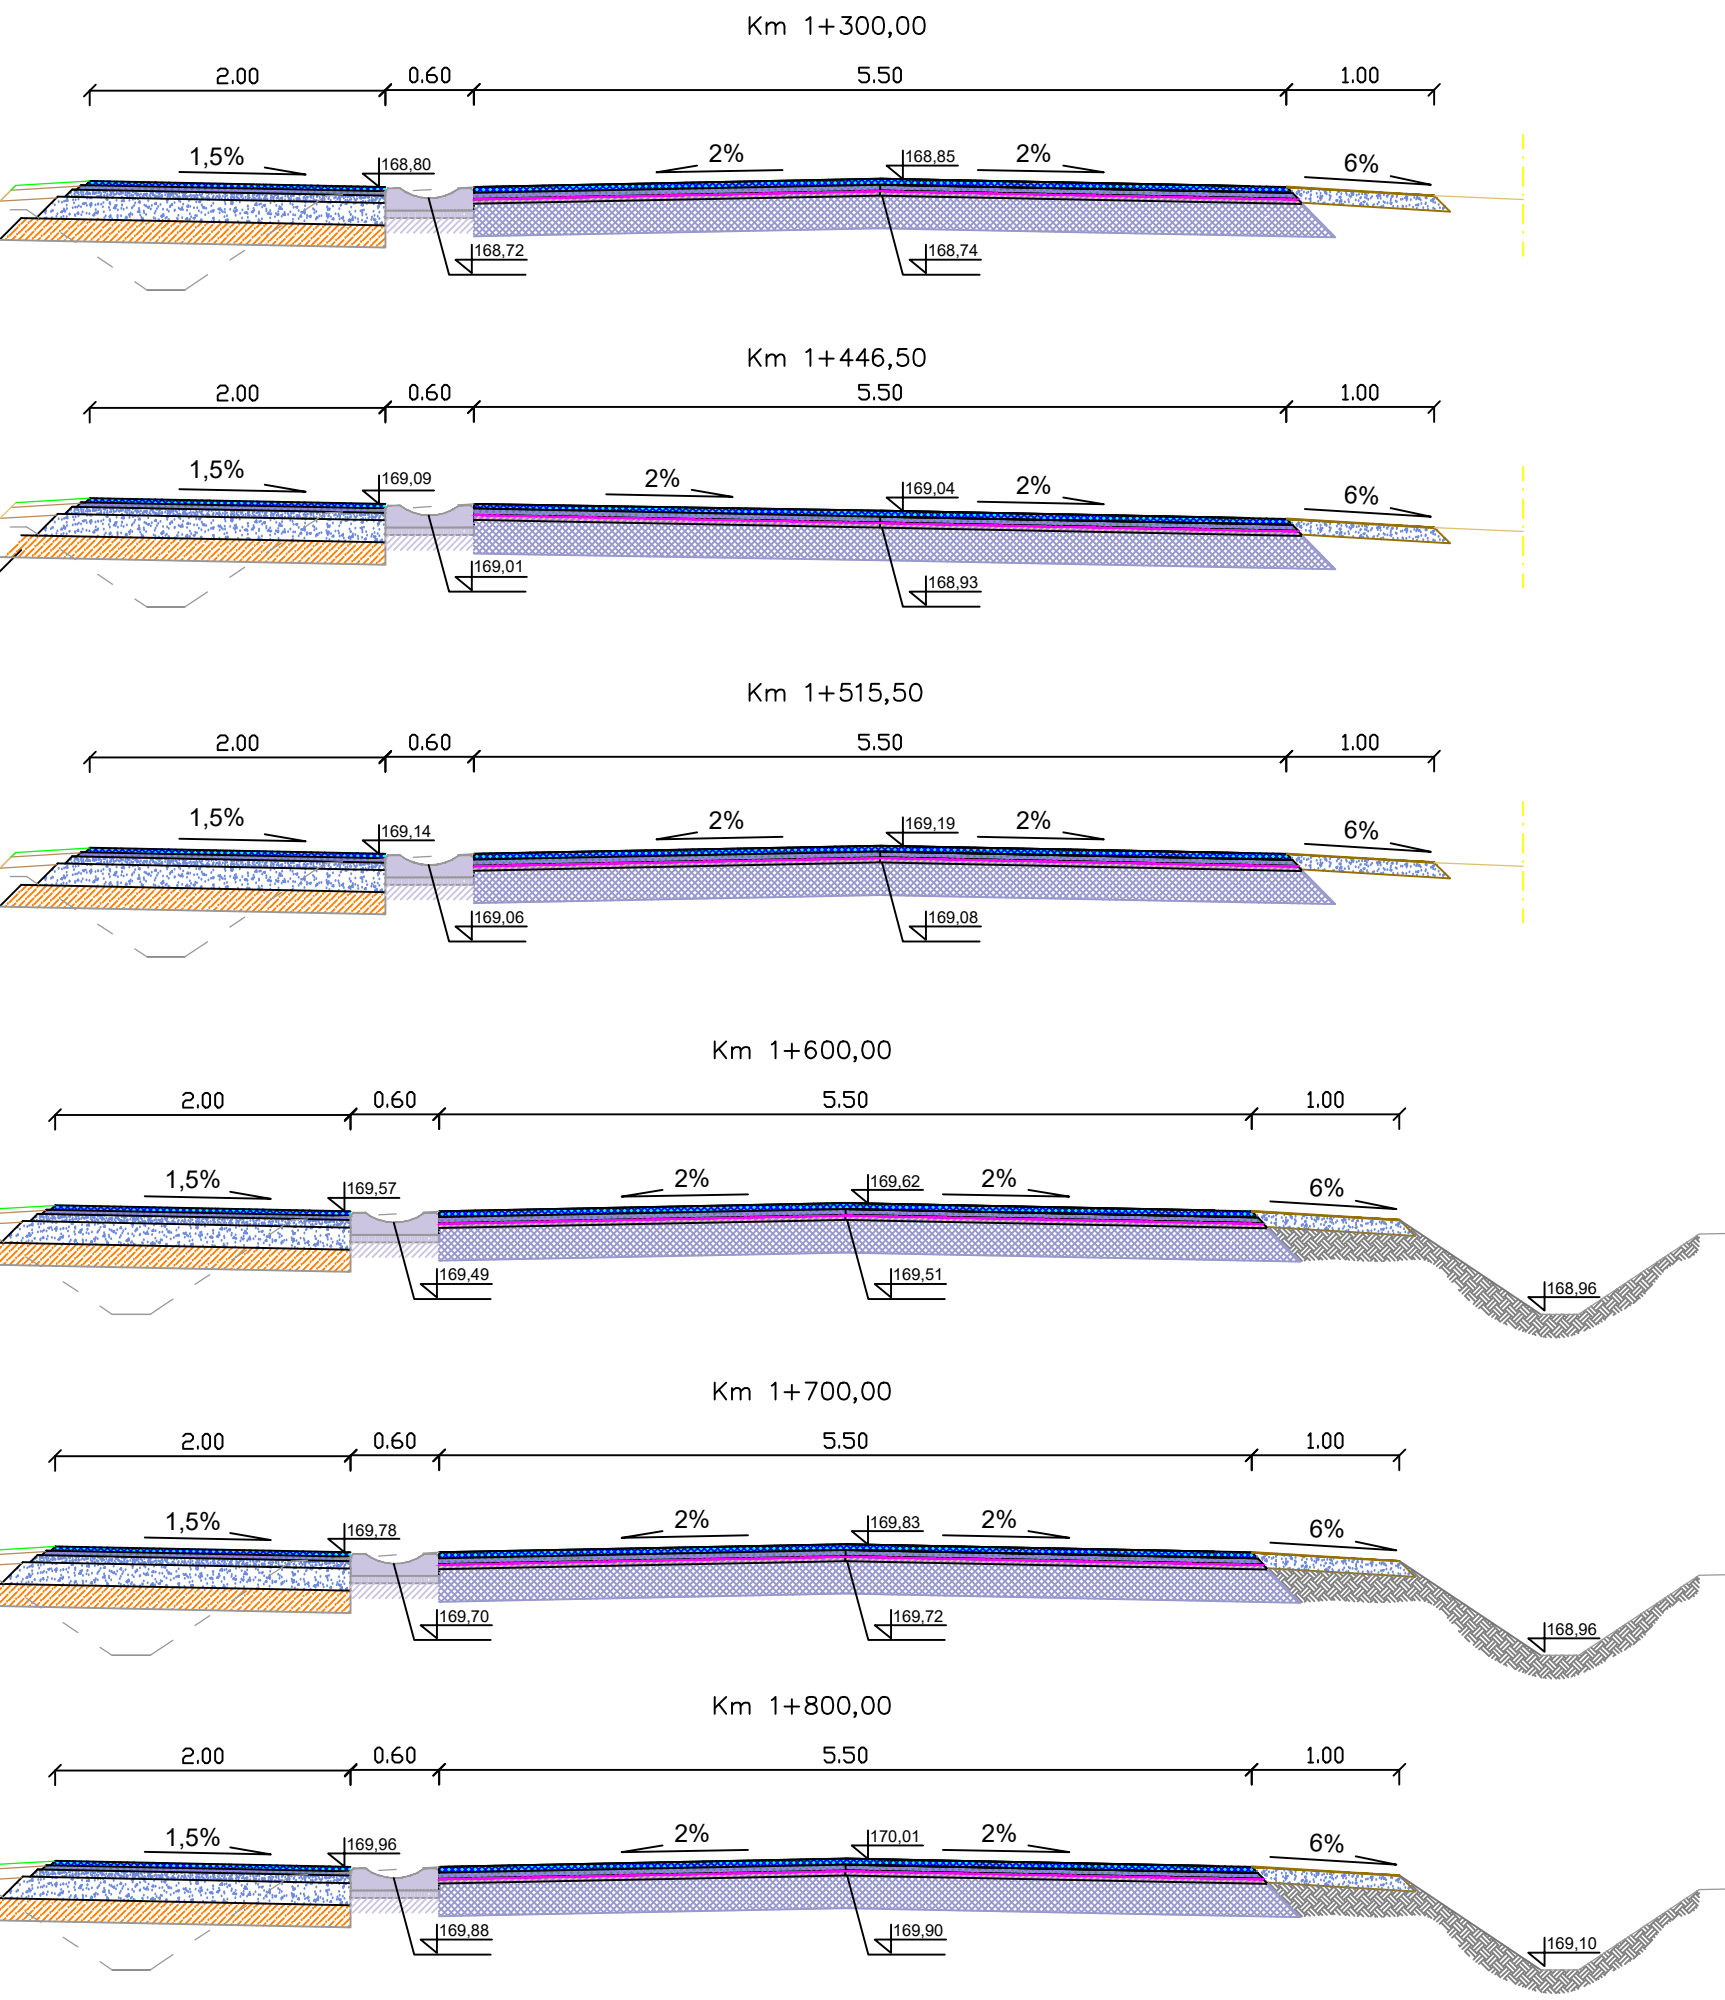 Km 1+300,00
2.00 0.60 5.50 1.00
1,5% 168,80 2% 168,85 2% 6%
168,72 168,74
Km 1+446,50
2.00 0.60 5.50 1.00
1,5% 169,09 2% 169,04 2% 6%
169,01 168,93
Km 1+515,50
2.00 0.60 5.50 1.00
1,5% 169,14 2% 169,19 2% 6%
169,06 169,08
Km 1+600,00
2.00 0.60 5.50 1.00
1,5% 169,57 2% 169,62 2% 6%
169,49 169,51 168,96
Km 1+700,00
2.00 0.60 5.50 1.00
1,5% 169,78 2% 169,83 2% 6%
169,70 169,72 168,96
Km 1+800,00
2.00 0.60 5.50 1.00
1,5% 169,96 2% 170,01 2% 6%
169,88 169,90 169,10